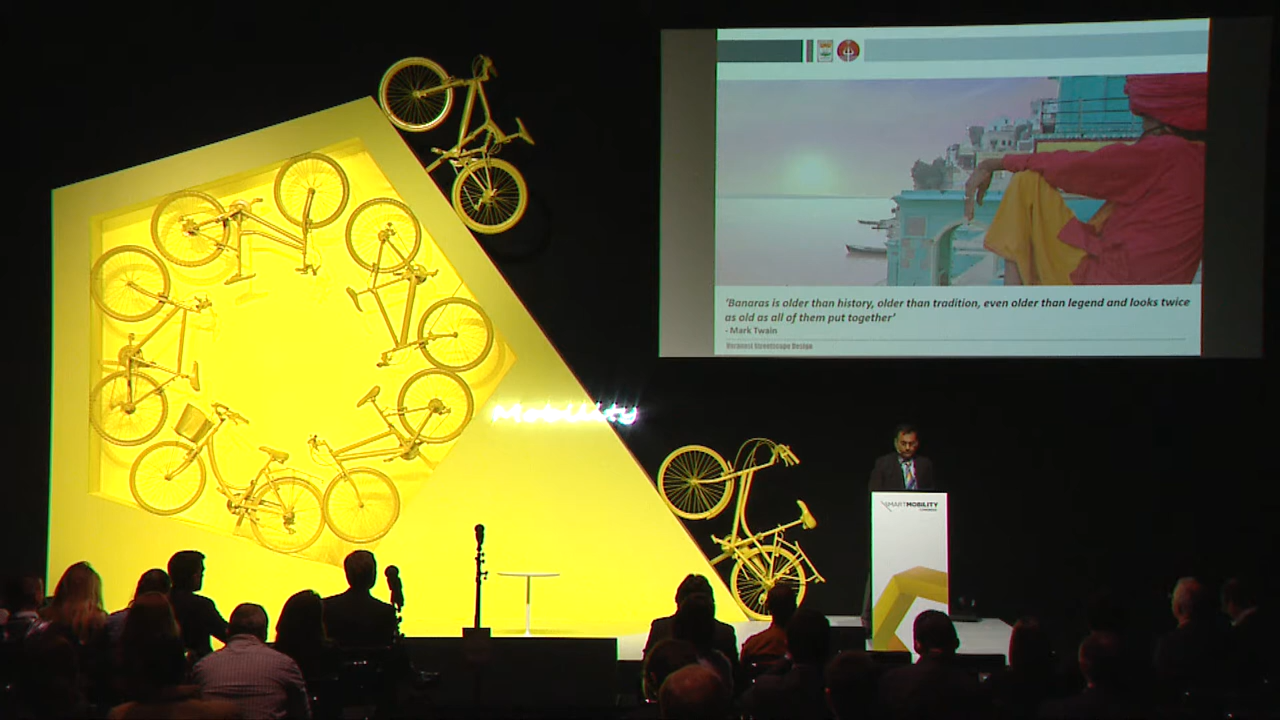 'Banaras is older than history, older than tradition, even older than legend and looks twice
as old as all of them put together'
- Mark Twain
Streetscape Design
Mobility
SMARTMOBILITY